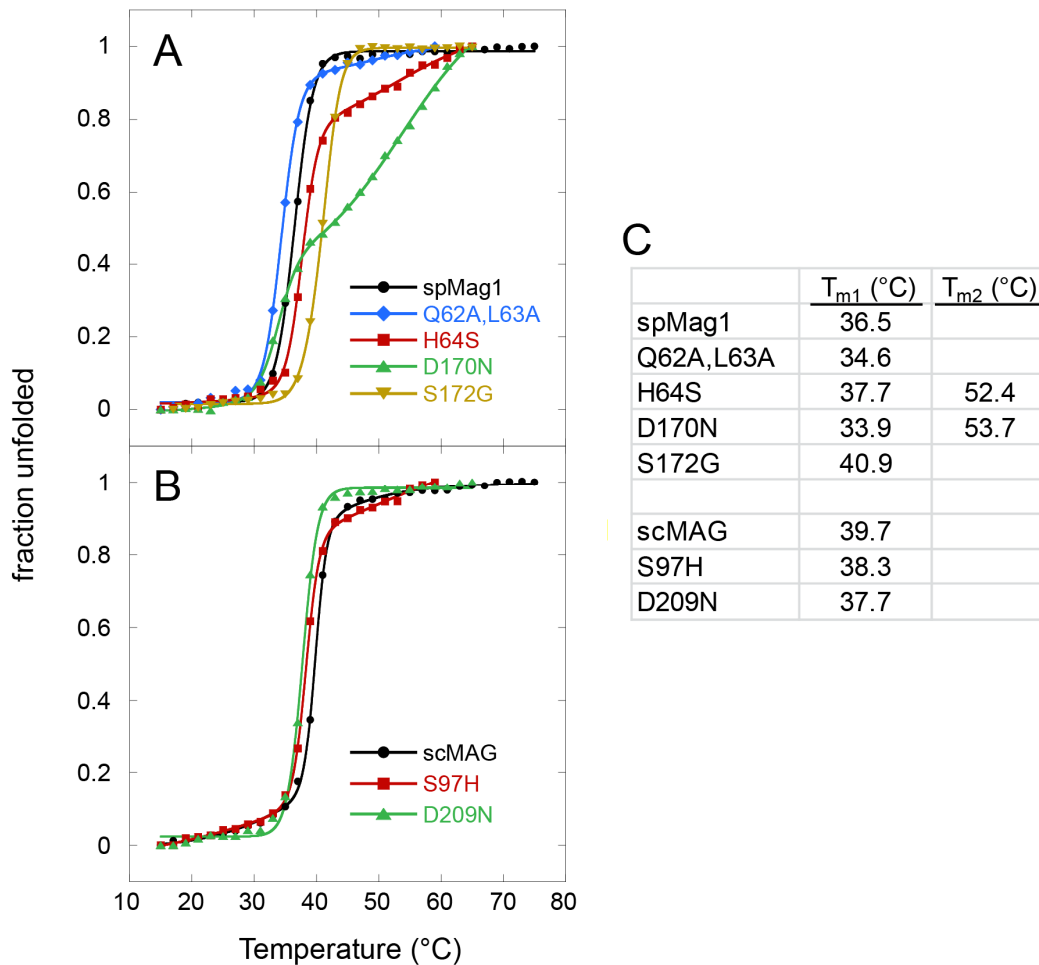 A
1
0.8
0.6
0.4
0.2
0
spMag1
Q62A,L63A
H64S
D170N
S172G
B
1
0.8
0.6
0.4
0.2
0
scMAG
S97H
D209N
10 20 30 40 50 60 70 80
Temperature (°C)
fraction unfolded
C
Tm1 (°C) Tm2 (°C)
spMag1 36.5
Q62A,L63A 34.6
H64S 37.7 52.4
D170N 33.9 53.7
S172G 40.9
scMAG 39.7
S97H 38.3
D209N 37.7